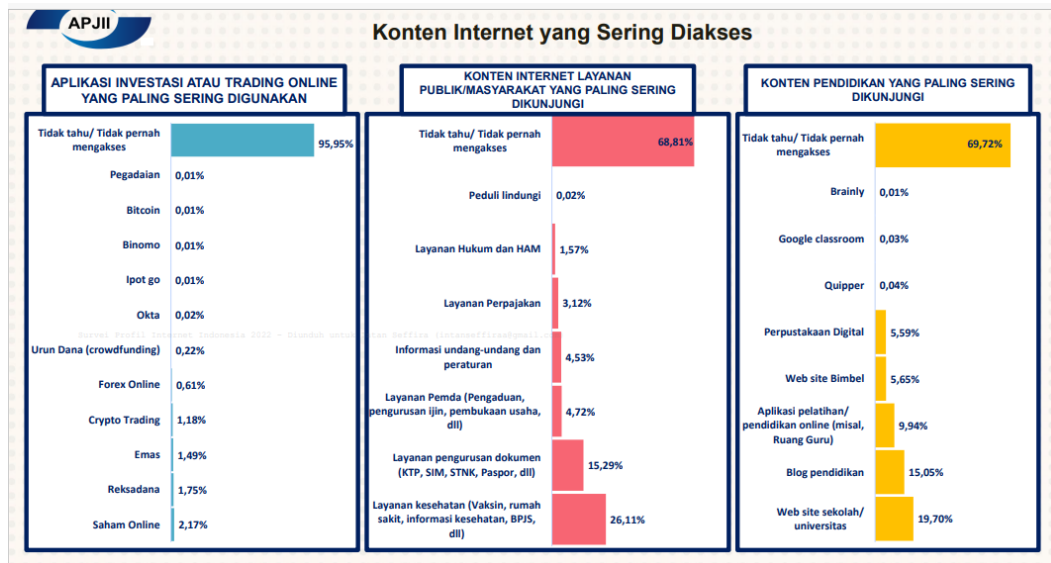 APJII
Konten Internet yang Sering Diakses
APLIKASI INVESTASI ATAU TRADING ONLINE
YANG PALING SERING DIGUNAKAN
Tidak tahu/ Tidak pernah
mengakses
95,95%
Pegadaian
0,01%
Bitcoin
0,01%
Binomo
0,01%
Ipot go
0,01%
Okta
0,02%
Urun Dana (crowdfunding)
0,22%
Forex Online
0,61%
Crypto Trading
1,18%
Emas
1,49%
Reksadana
1,75%
Saham Online
2,17%
KONTEN INTERNET LAYANAN
PUBLIK/MASYARAKAT YANG PALING SERING
DIKUNJUNGI
Tidak tahu/ Tidak pernah
mengakses
68,81%
Peduli lindungi
0,02%
Layanan Hukum dan HAM
1,57%
Layanan Perpajakan
3,12%
Informasi undang-undang dan
peraturan
4,53%
Layanan Pemda (Pengaduan,
pengurusan ijin, pembukaan usaha,
dll)
4,72%
Layanan pengurusan dokumen
(KTP, SIM, STNK, Paspor, dll)
15,29%
Layanan kesehatan (Vaksin, rumah
sakit, informasi kesehatan, BPJS,
dll)
26,11%
KONTEN PENDIDIKAN YANG PALING SERING
DIKUNJUNGI
Tidak tahu/ Tidak pernah
mengakses
69,72%
Brainly
0,01%
Google classroom
0,03%
Quipper
0,04%
Perpustakaan Digital
5,59%
Web site Bimbel
5,65%
Aplikasi pelatihan/
pendidikan online (misal,
Ruang Guru)
9,94%
Blog pendidikan
15,05%
Web site sekolah/
universitas
19,70%